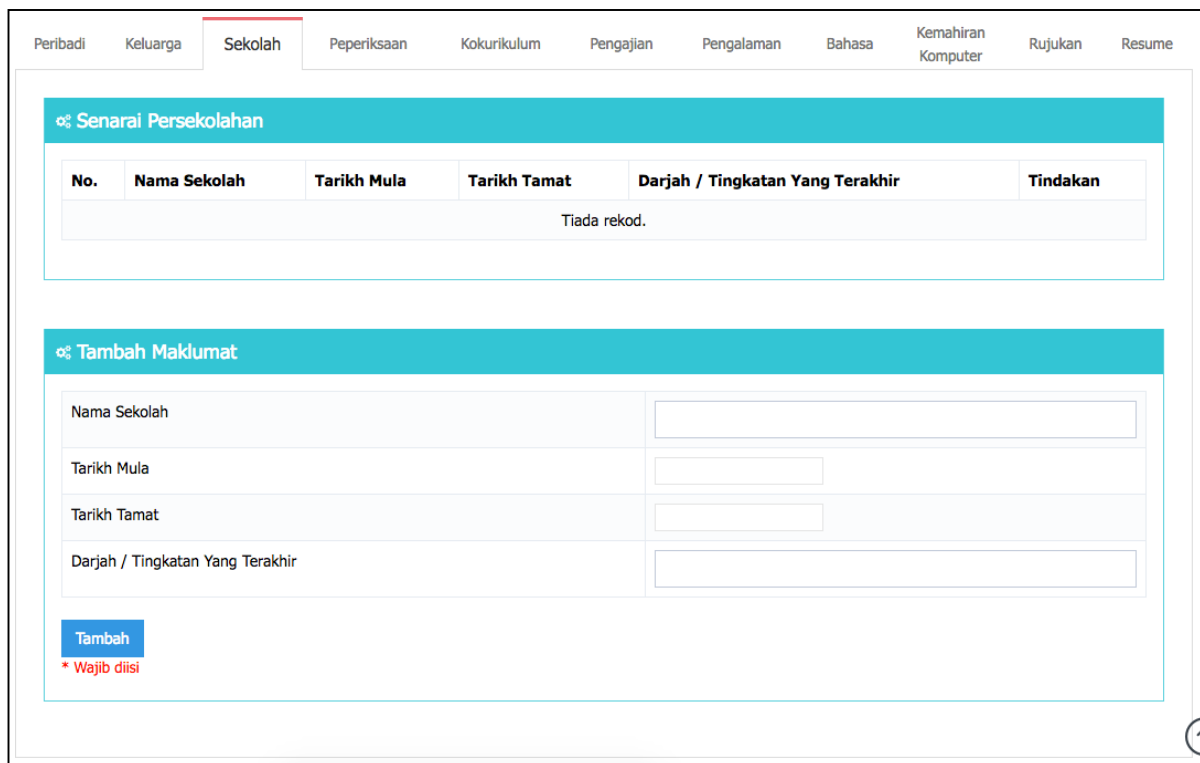 Peribadi Keluarga Sekolah Peperiksaan Kokurikulum Pengajian Pengalaman Bahasa Kemahiran Komputer Rujukan Resume
Senarai Persekolahan
No. Nama Sekolah Tarikh Mula Tarikh Tamat Darjah / Tingkatan Yang Terakhir Tindakan
Tiada rekod.
Tambah Maklumat
Nama Sekolah
Tarikh Mula
Tarikh Tamat
Darjah / Tingkatan Yang Terakhir
Tambah
* Wajib diisi